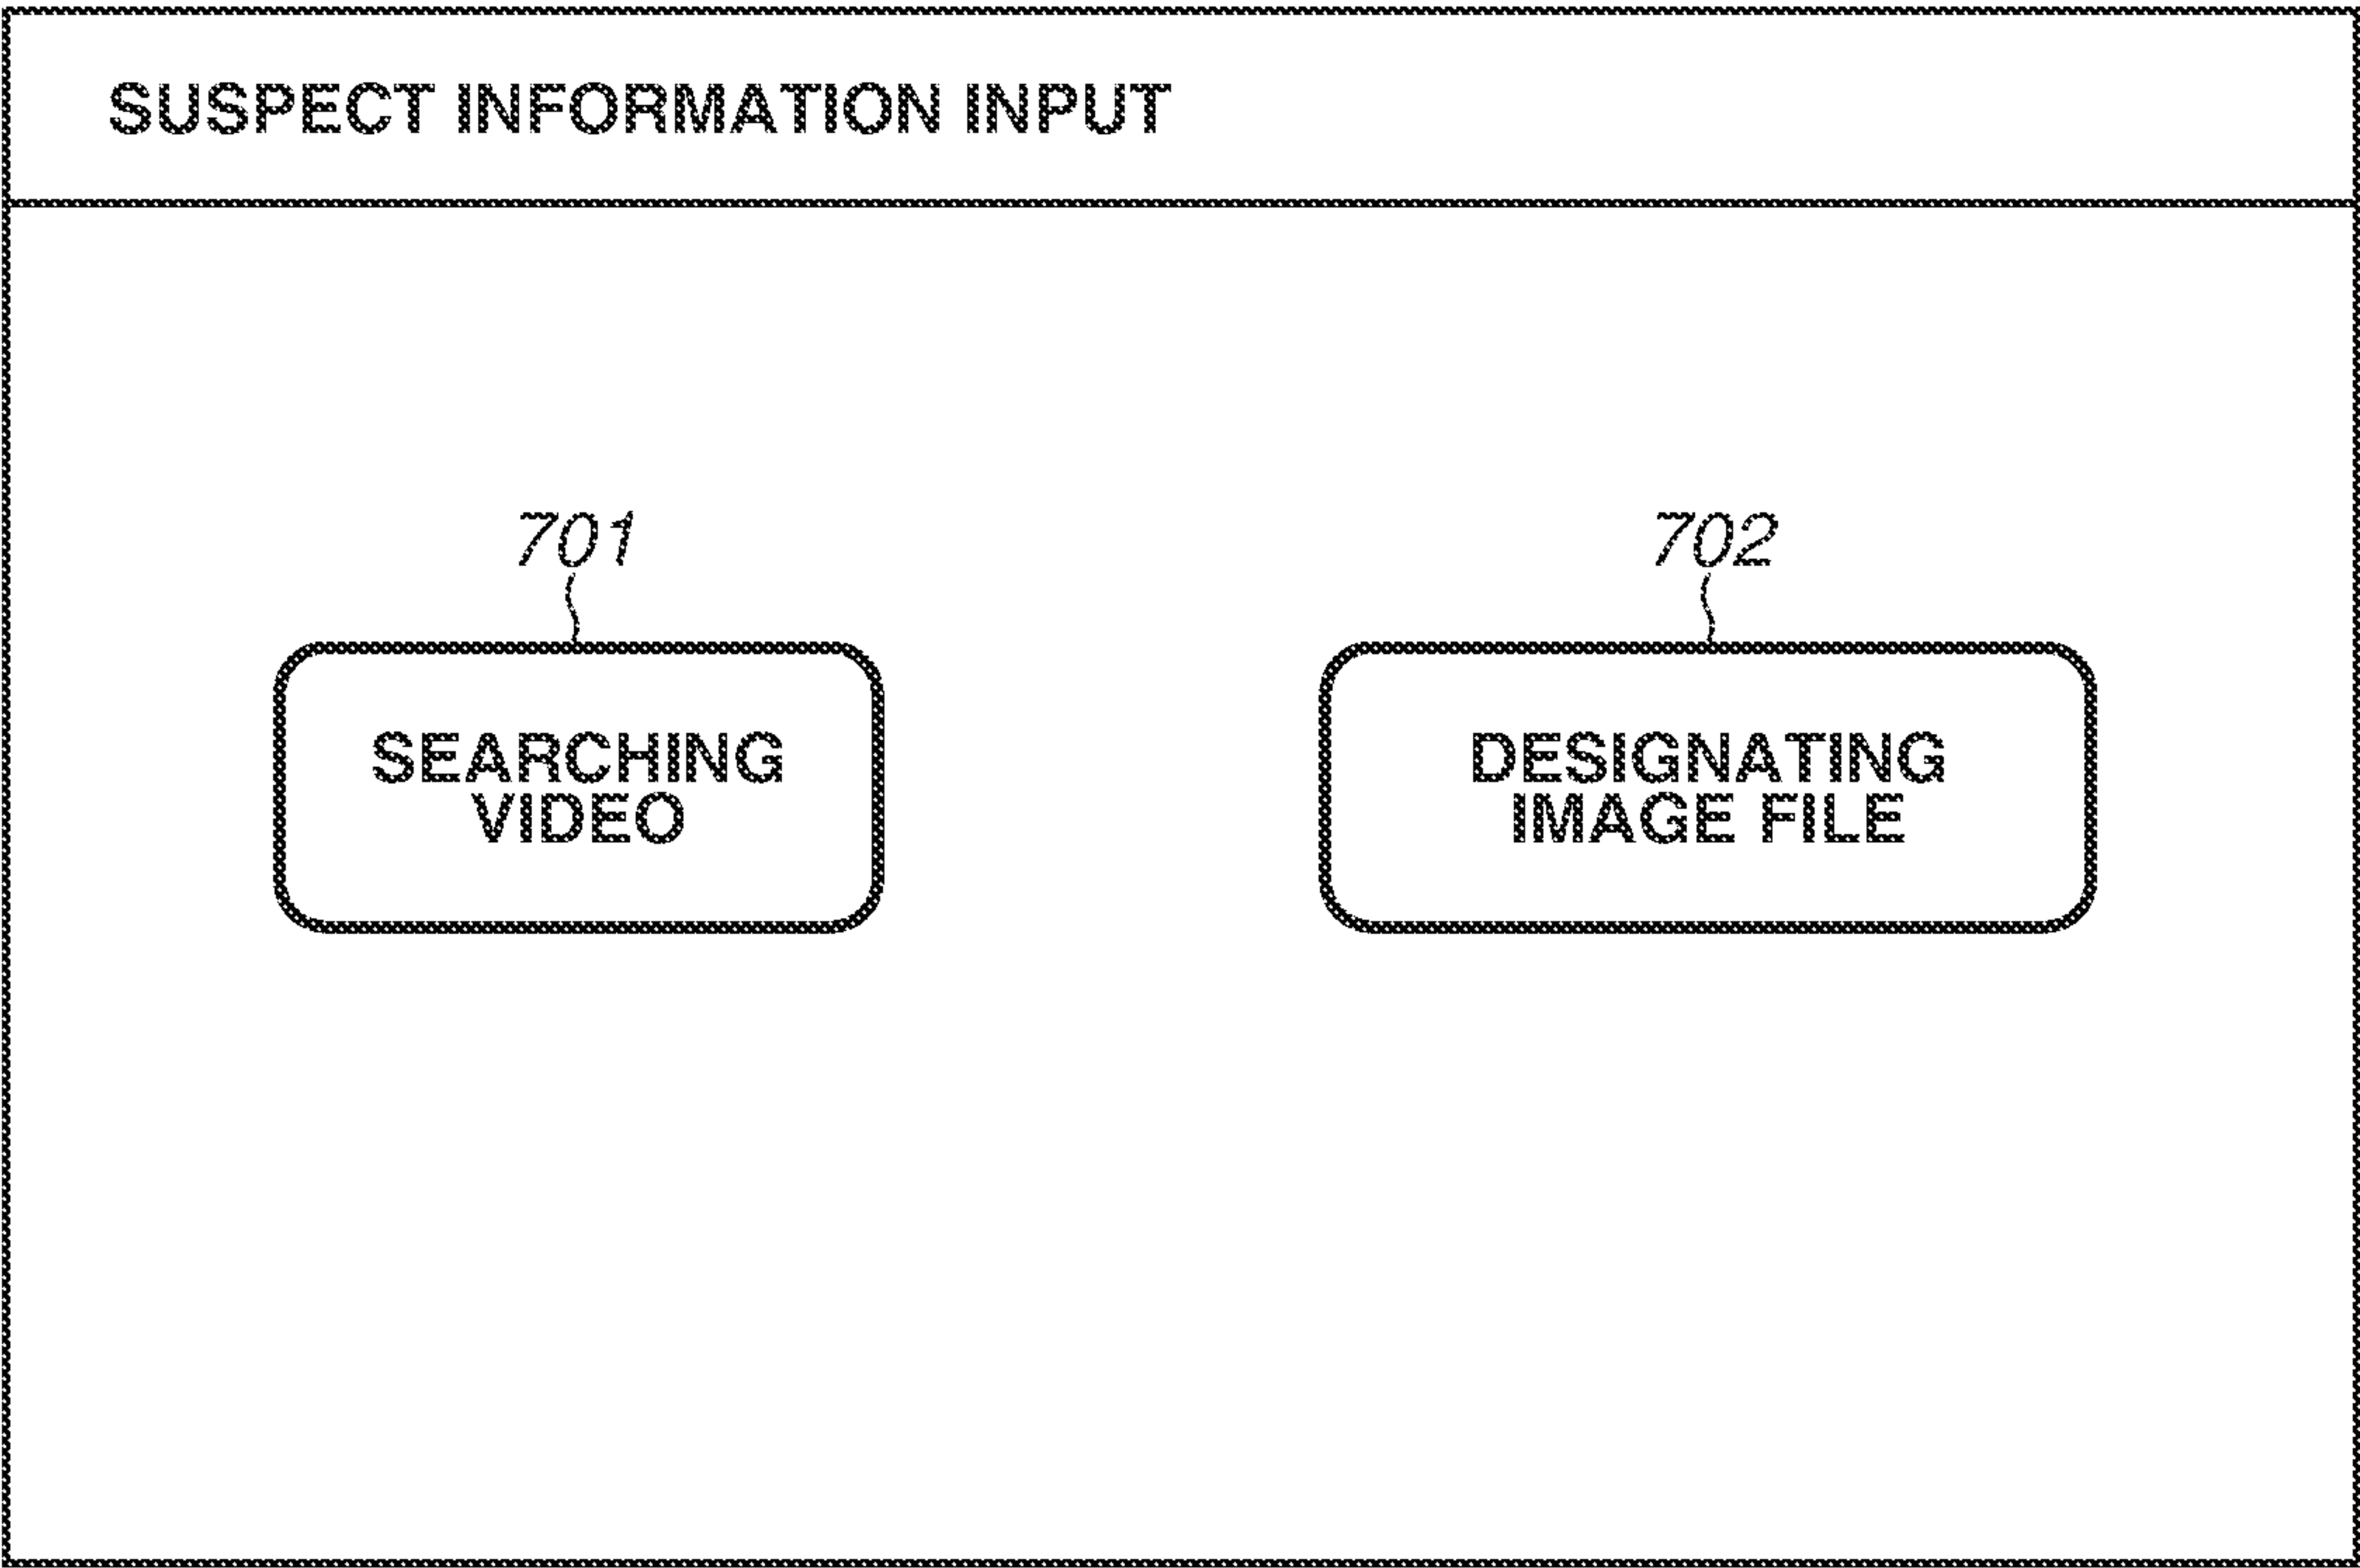 SUSPECT INFORMATION INPUT
701
702
SEARCHING
VIDEO
DESIGNATING
IMAGE FILE